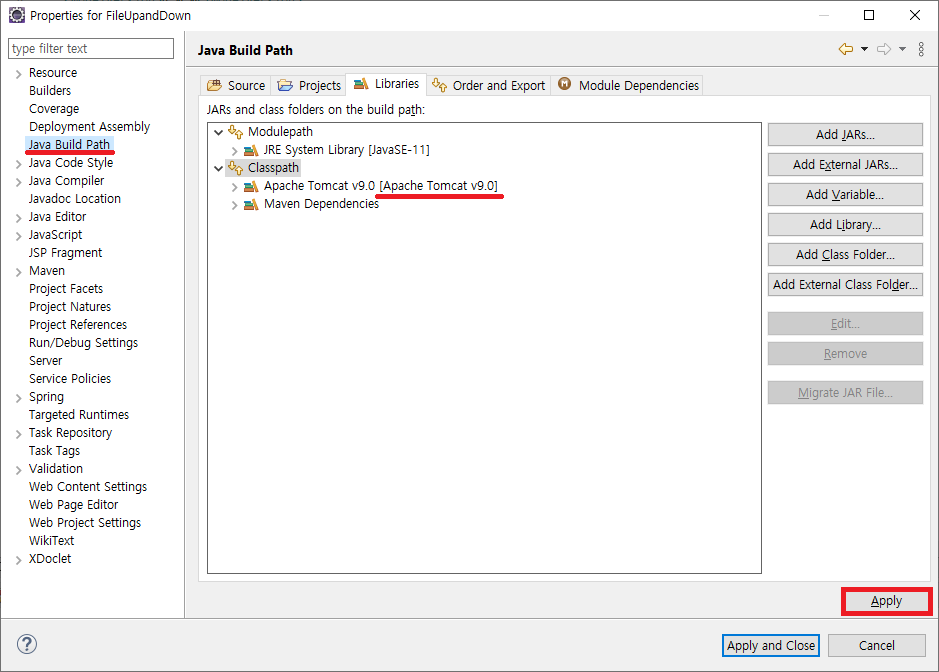 Properties for FileUpandDown
type filter text
Resource
Builders
Coverage
Deployment Assembly
Java Build Path
Java Code Style
Java Compiler
Javadoc Location
Java Editor
JavaScript
JSP Fragment
Maven
Project Facets
Project Natures
Project References
Run/Debug Settings
Server
Service Policies
Spring
Targeted Runtimes
Task Repository
Task Tags
Validation
Web Content Settings
Web Page Editor
Web Project Settings
WikiText
XDoclet
Java Build Path
Source Projects Libraries Order and Export M Module Dependencies
JARs and class folders on the build path:
Modulepath
JRE System Library [JavaSE-11]
Classpath
Apache Tomcat v9.0 [Apache Tomcat v9.0]
Maven Dependencies
Add JARs...
Add External JARs...
Add Variable...
Add Library...
Add Class Folder...
Add External Class Folder...
Edit...
Remove
Migrate JAR File...
Apply
?
Apply and Close Cancel